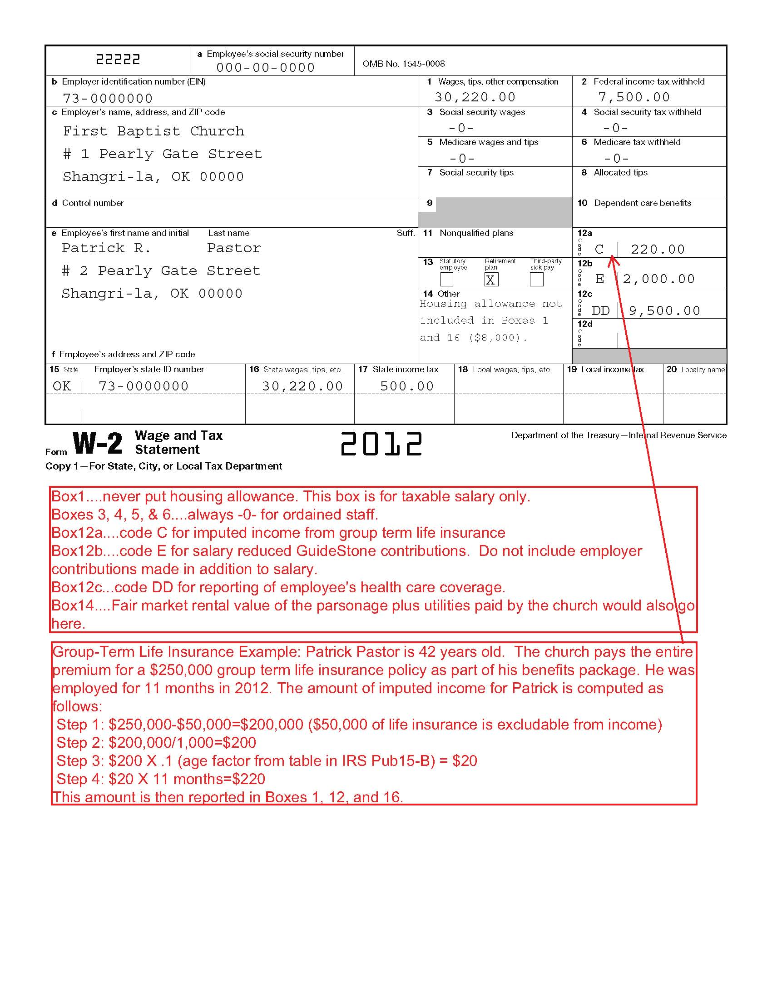 22222
a Employee's social security number
000-00-0000
OMB No. 1545-0008
b Employer identification number (EIN)
73-0000000
1 Wages, tips, other compensation
30,220.00
2 Federal income tax withheld
7,500.00
c Employer's name, address, and ZIP code
First Baptist Church
# 1 Pearly Gate Street
Shangri-la, OK 00000
3 Social security wages
-0-
4 Social security tax withheld
-0-
5 Medicare wages and tips
-0-
6 Medicare tax withheld
-0-
7 Social security tips
8 Allocated tips
d Control number
9
10 Dependent care benefits
e Employee's first name and initial Last name Suff.
Patrick R. Pastor
# 2 Pearly Gate Street
Shangri-la, OK 00000
f Employee's address and ZIP code
11 Nonqualified plans
12a
Code C 220.00
13 Statutory employee Retirement plan Third-party sick pay
X
12b
Code E 2,000.00
14 Other
Housing allowance not
included in Boxes 1
and 16 ($8,000).
12c
Code DD 9,500.00
12d
Code
15 State Employer's state ID number
OK 73-0000000
16 State wages, tips, etc.
30,220.00
17 State income tax
500.00
18 Local wages, tips, etc.
19 Local income tax
20 Locality name
Form W-2 Wage and Tax
Statement
2012
Department of the Treasury—Internal Revenue Service
Copy 1—For State, City, or Local Tax Department
Box1....never put housing allowance. This box is for taxable salary only.
Boxes 3, 4, 5, & 6....always -0- for ordained staff.
Box12a....code C for imputed income from group term life insurance
Box12b....code E for salary reduced GuideStone contributions. Do not include employer
contributions made in addition to salary.
Box12c...code DD for reporting of employee's health care coverage.
Box14....Fair market rental value of the parsonage plus utilities paid by the church would also go
here.
Group-Term Life Insurance Example: Patrick Pastor is 42 years old. The church pays the entire
premium for a $250,000 group term life insurance policy as part of his benefits package. He was
employed for 11 months in 2012. The amount of imputed income for Patrick is computed as
follows:
Step 1: $250,000-$50,000=$200,000 ($50,000 of life insurance is excludable from income)
Step 2: $200,000/1,000=$200
Step 3: $200 X .1 (age factor from table in IRS Pub15-B) = $20
Step 4: $20 X 11 months=$220
This amount is then reported in Boxes 1, 12, and 16.